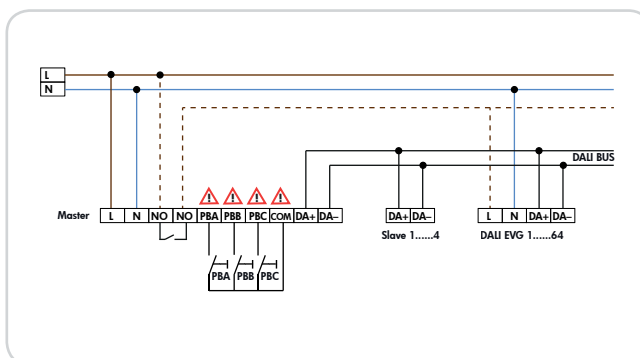 L
N
DALI BUS
Master L N NO NO PBA PBB PBC COM DA+ DA– DA+ DA– L N DA+ DA–
Slave 1......4 DALI EVG 1......64
PBA PBB PBC